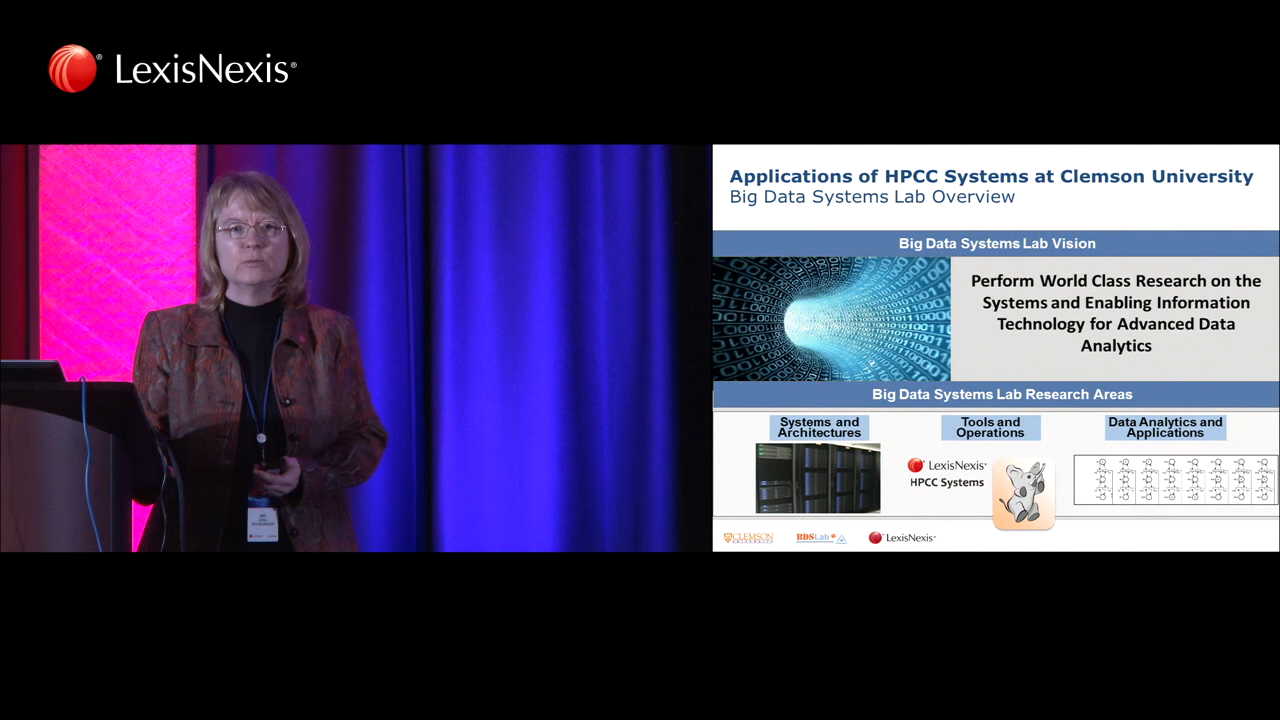 LexisNexis®
Applications of HPCC Systems at Clemson University
Big Data Systems Lab Overview
Big Data Systems Lab Vision
Perform World Class Research on the
Systems and Enabling Information
Technology for Advanced Data
Analytics
Big Data Systems Lab Research Areas
Systems and
Architectures
Tools and
Operations
Data Analytics and
Applications
LexisNexis®
HPCC Systems
CLEMSON
UNIVERSITY
BDSLab
LexisNexis®